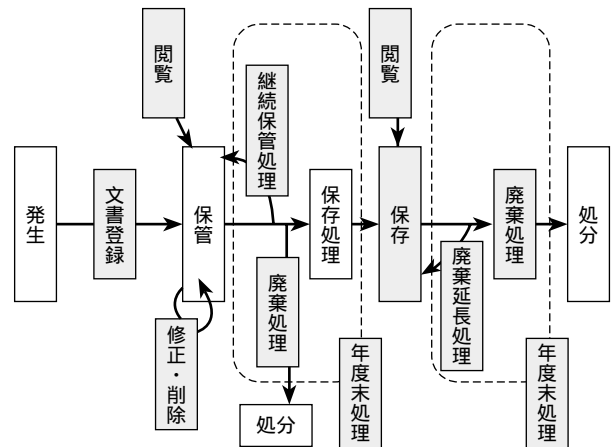 発生
文書登録
閲覧
保管
修正・削除
継続保管処理
廃棄処理
処分
保存処理
年度末処理
閲覧
保存
廃棄延長処理
廃棄処理
年度末処理
処分